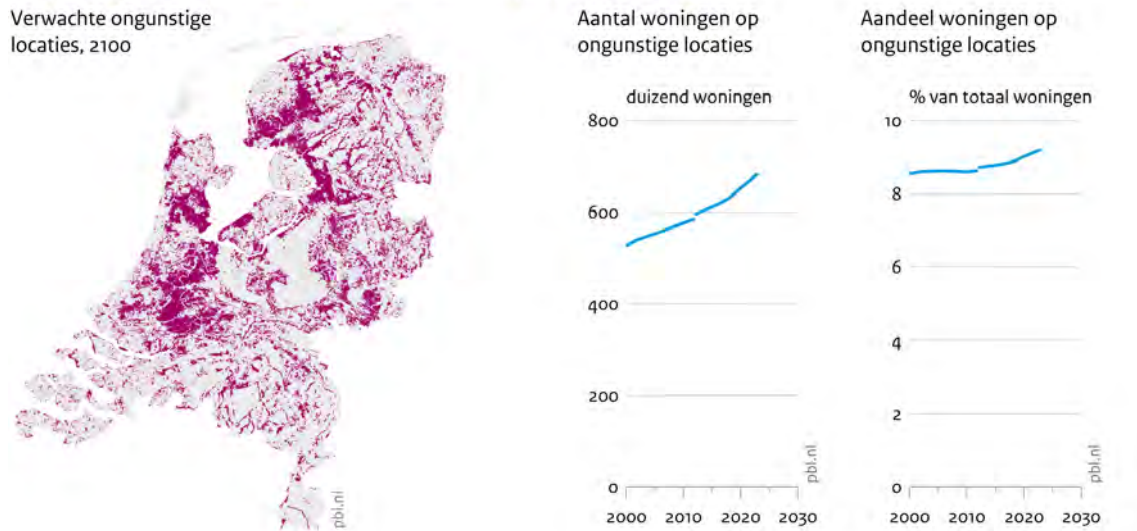 Verwachte ongunstige
locaties, 2100
pbl.nl
Aantal woningen op
ongunstige locaties
duizend woningen
800
600
400
200
0
2000 2010 2020 2030
pbl.nl
Aandeel woningen op
ongunstige locaties
% van totaal woningen
10
8
6
4
2
0
2000 2010 2020 2030
pbl.nl